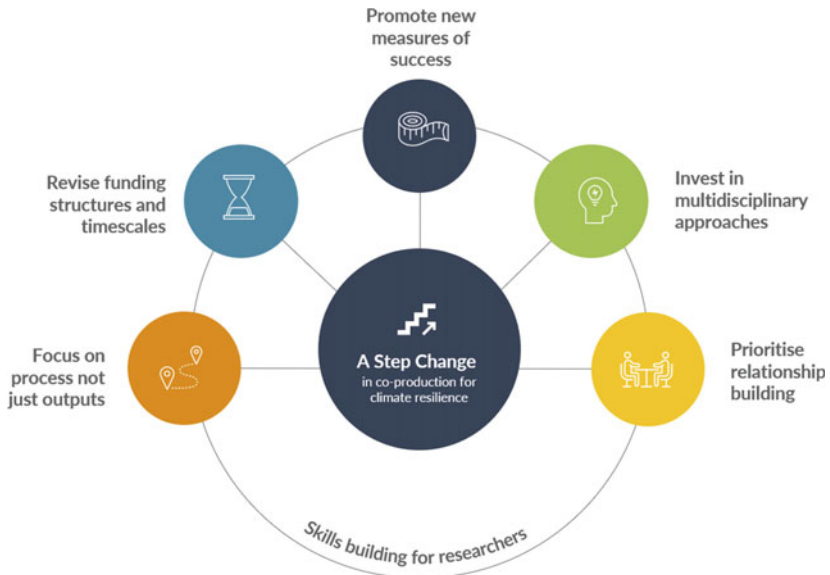 Promote new
measures of
success
Revise funding
structures and
timescales
Invest in
multidisciplinary
approaches
Focus on
process not
just outputs
A Step Change
in co-production for
climate resilience
Prioritise
relationship
building
Skills building for researchers